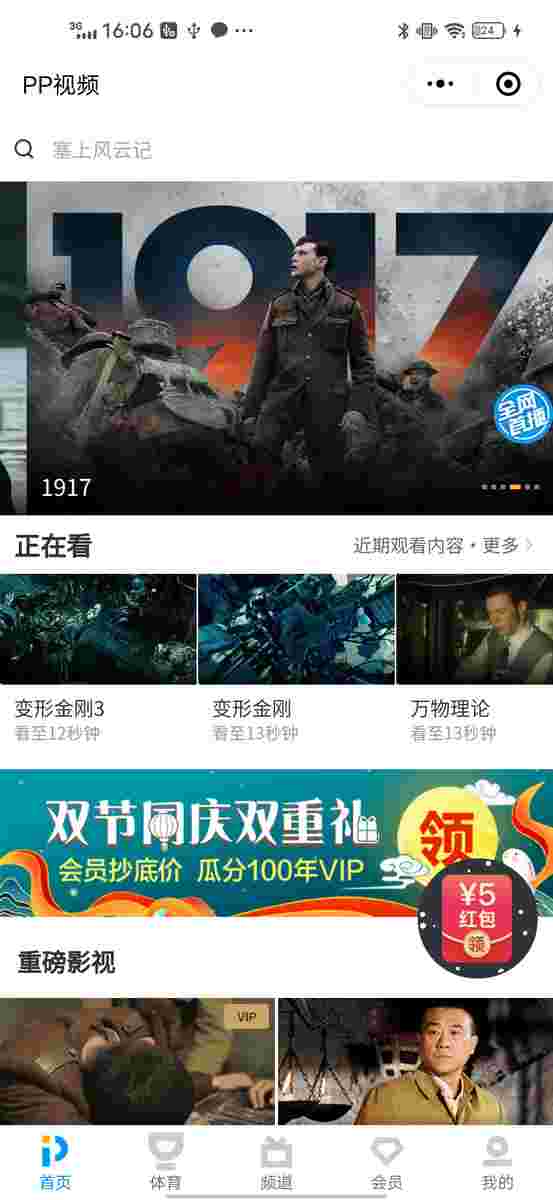 3G 16:06 24
PP视频
塞上风云记
1917
全网
直播
1917
正在看
近期观看内容·更多
变形金刚3
变形金刚
万物理论
看至12秒钟
看至13秒钟
看至13秒钟
双节同庆双重礼
会员抄底价 瓜分100年VIP
领
¥5
红包
领
重磅影视
VIP
首页
体育
频道
会员
我的